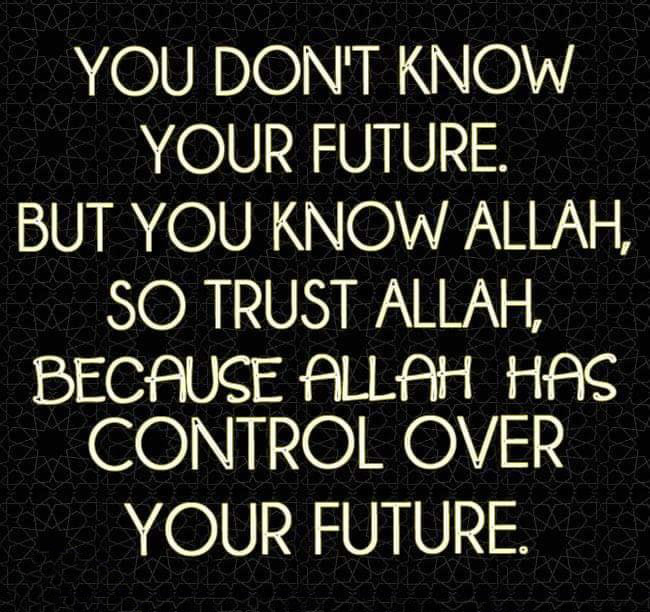 YOU DON'T KNOW
YOUR FUTURE.
BUT YOU KNOW ALLAH,
SO TRUST ALLAH,
BECAUSE ALLAH HAS
CONTROL OVER
YOUR FUTURE.